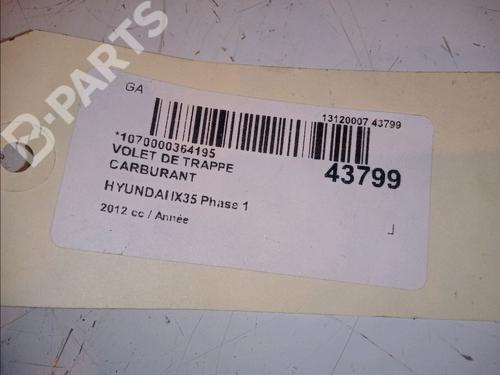 B-PARTS
GA
13120007 43799
*1070000364195
43799
VOLET DE TRAPPE
CARBURANT
HYUNDAI IX35 Phase 1
2012 cc / Année